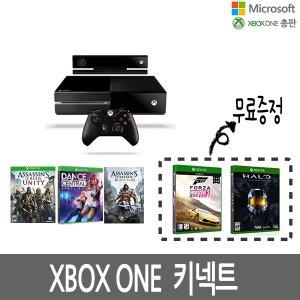 Microsoft
XBOX ONE 총판
무료증정
ASSASSIN'S CREED
UNITY
DANCE
CENTRAL
ASSASSIN'S CREED
FORZA
HORIZON 2
HALO
XBOX ONE 키넥트